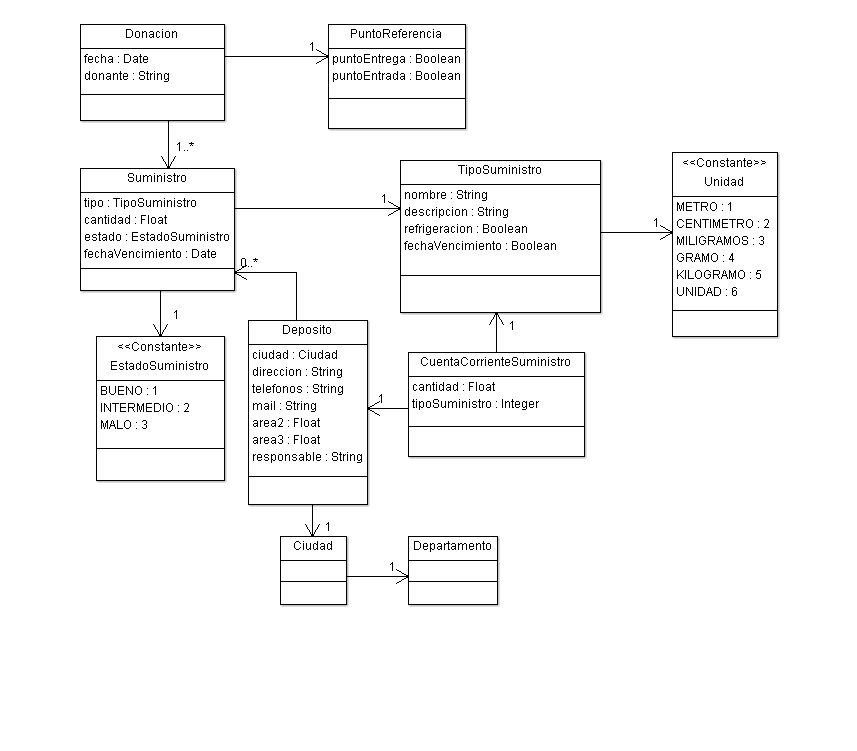 Donacion
fecha : Date
donante : String
1
PuntoReferencia
puntoEntrega : Boolean
puntoEntrada : Boolean
1..*
Suministro
tipo : TipoSuministro
cantidad : Float
estado : EstadoSuministro
fechaVencimiento : Date
1
TipoSuministro
nombre : String
descripcion : String
refrigeracion : Boolean
fechaVencimiento : Boolean
1
<<Constante>>
Unidad
METRO : 1
CENTIMETRO : 2
MILIGRAMOS : 3
GRAMO : 4
KILOGRAMO : 5
UNIDAD : 6
0..*
1
<<Constante>>
EstadoSuministro
BUENO : 1
INTERMEDIO : 2
MALO : 3
Deposito
ciudad : Ciudad
direccion : String
telefonos : String
mail : String
area2 : Float
area3 : Float
responsable : String
1
1
CuentaCorrienteSuministro
cantidad : Float
tipoSuministro : Integer
1
Ciudad
1
Departamento